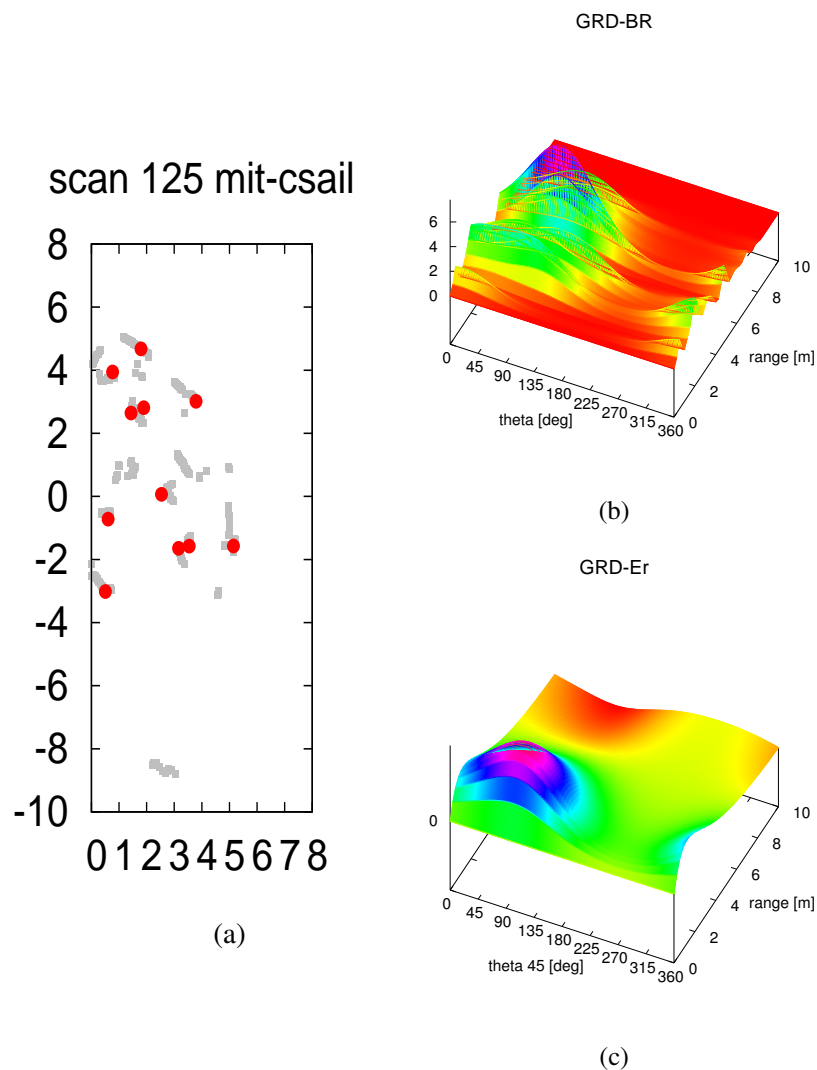 GRD-BR
scan 125 mit-csail
8
6
4
2
0
-2
-4
-6
-8
-10
0 1 2 3 4 5 6 7 8
(a)
6
4
2
0
0 45 90 135 180 225 270 315 360
theta [deg]
0 2 4 6 8 10
range [m]
(b)
GRD-Er
0
0 45 90 135 180 225 270 315 360
theta 45 [deg]
0 2 4 6 8 10
range [m]
(c)